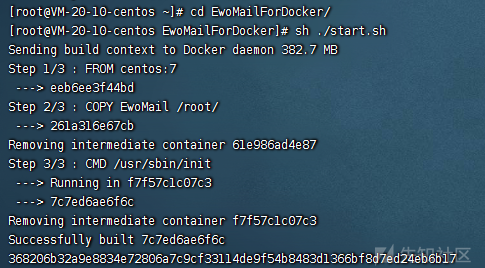 [root@VM-20-10-centos ~]# cd EwoMailForDocker/
[root@VM-20-10-centos EwoMailForDocker]# sh ./start.sh
Sending build context to Docker daemon 382.7 MB
Step 1/3 : FROM centos:7
---> eeb6ee3f44bd
Step 2/3 : COPY EwoMail /root/
---> 261a316e67cb
Removing intermediate container 61e986ad4e87
Step 3/3 : CMD /usr/sbin/init
---> Running in f7f57c1c07c3
---> 7c7ed6ae6f6c
Removing intermediate container f7f57c1c07c3
Successfully built 7c7ed6ae6f6c
368206b32a9e8834e72806a7c9cf33114de9f54b8483d1366bf8d7ed24eb6b17
先知社区